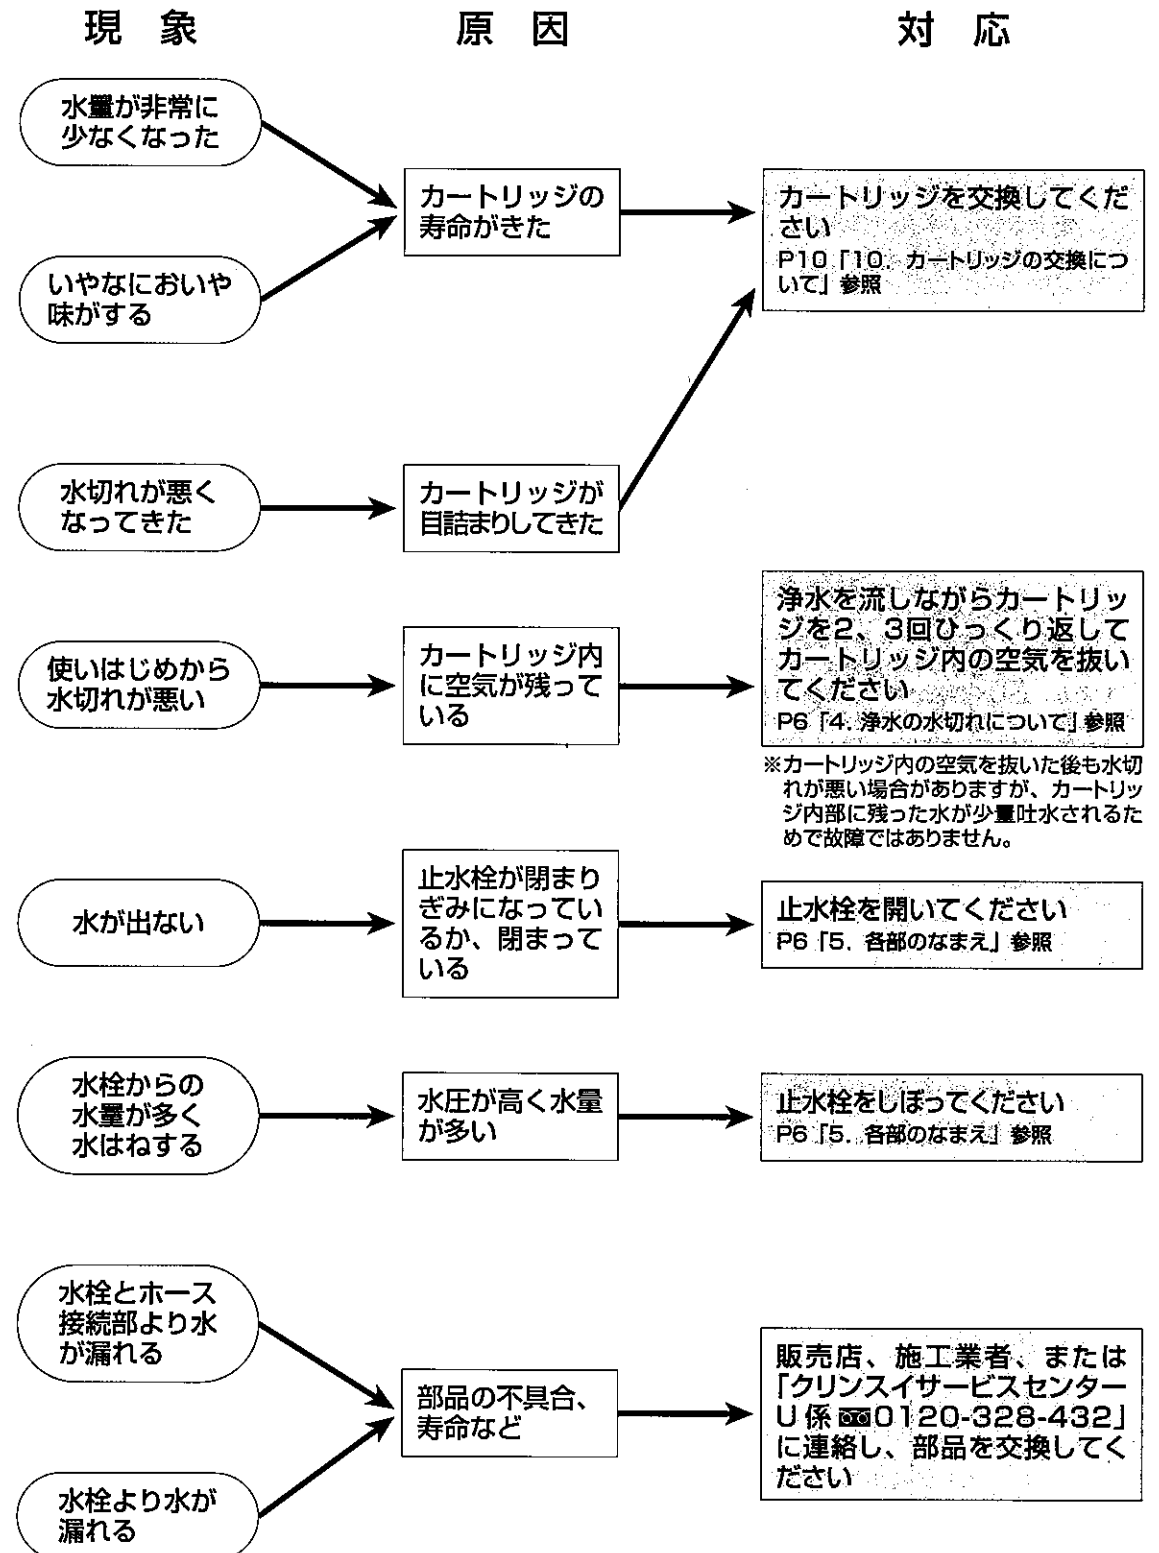 現象
原因
対応
水量が非常に
少なくなった
いやなにおいや
味がする
カートリッジの
寿命がきた
カートリッジを交換してくだ
さい
P10「10. カートリッジの交換につ
いて」参照
水切れが悪く
なってきた
カートリッジが
目詰まりしてきた
使いはじめから
水切れが悪い
カートリッジ内
に空気が残って
いる
浄水を流しながらカートリッ
ジを2、3回ひっくり返して
カートリッジ内の空気を抜い
てください
P6「4. 浄水の水切れについて」参照
※カートリッジ内の空気を抜いた後も水切
れが悪い場合がありますが、カートリッ
ジ内部に残った水が少量吐水されるた
めで故障ではありません。
水が出ない
止水栓が閉まり
ぎみになってい
るか、閉まって
いる
止水栓を開いてください
P6「5. 各部のなまえ」参照
水栓からの
水量が多く
水はねする
水圧が高く水量
が多い
止水栓をしぼってください
P6「5. 各部のなまえ」参照
水栓とホース
接続部より水
が漏れる
水栓より水が
漏れる
部品の不具合、
寿命など
販売店、施工業者、または
「クリンスイサービスセンター
U係 0120-328-432」
に連絡し、部品を交換してく
ださい